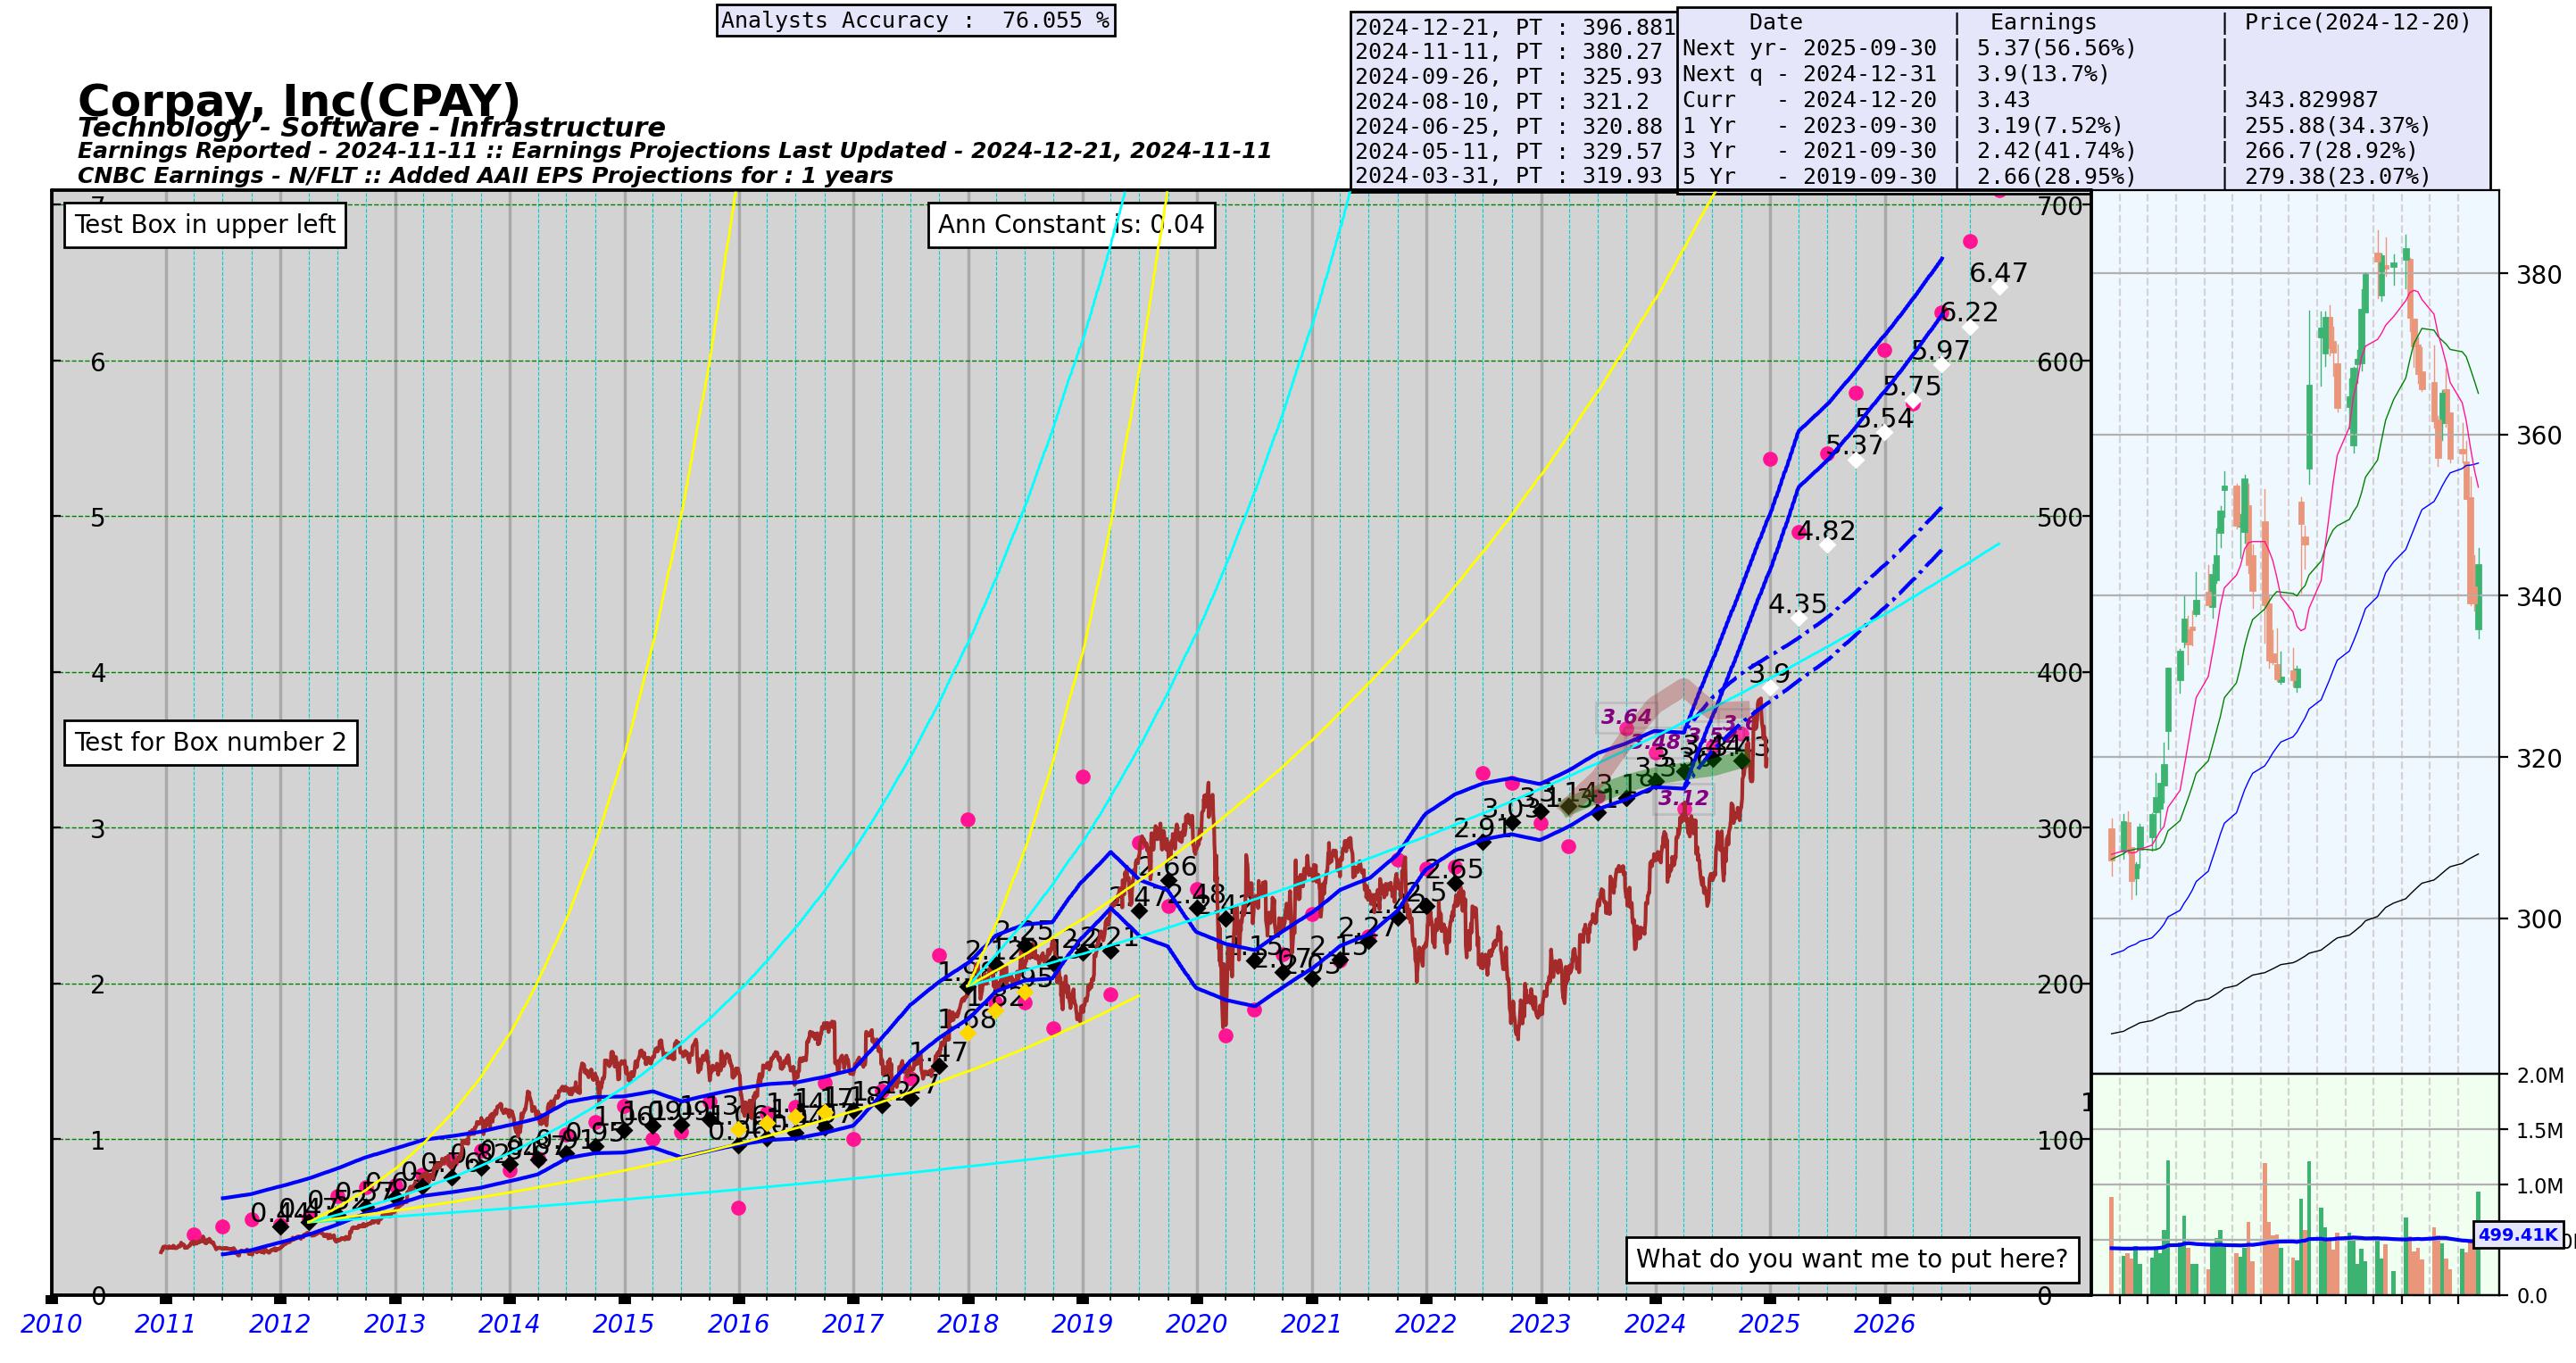 Analysts Accuracy :  76.055 %
2024-12-21, PT : 396.881
2024-11-11, PT : 380.27
2024-09-26, PT : 325.93
2024-08-10, PT : 321.2
2024-06-25, PT : 320.88
2024-05-11, PT : 329.57
2024-03-31, PT : 319.93
Date | Earnings | Price(2024-12-20)
Next yr- 2025-09-30 | 5.37(56.56%) |
Next q - 2024-12-31 | 3.9(13.7%) |
Curr - 2024-12-20 | 3.43 | 343.829987
1 Yr - 2023-09-30 | 3.19(7.52%) | 255.88(34.37%)
3 Yr - 2021-09-30 | 2.42(41.74%) | 266.7(28.92%)
5 Yr - 2019-09-30 | 2.66(28.95%) | 279.38(23.07%)
Corpay, Inc(CPAY)
Technology - Software - Infrastructure
Earnings Reported - 2024-11-11 :: Earnings Projections Last Updated - 2024-12-21, 2024-11-11
CNBC Earnings - N/FLT :: Added AAII EPS Projections for : 1 years
Test Box in upper left
Ann Constant is: 0.04
Test for Box number 2
What do you want me to put here?
7
6
5
4
3
2
1
0
700
600
500
400
300
200
100
0
6.47
6.22
5.97
5.75
5.54
5.37
4.82
4.35
3.9
3.64
3.12
2.91
2.65
2.5
2.66
2.25
2.21
1.82
1.68
1.47
0.44
380
360
340
320
300
2.0M
1.5M
1.0M
499.41K
0.0
2010 2011 2012 2013 2014 2015 2016 2017 2018 2019 2020 2021 2022 2023 2024 2025 2026